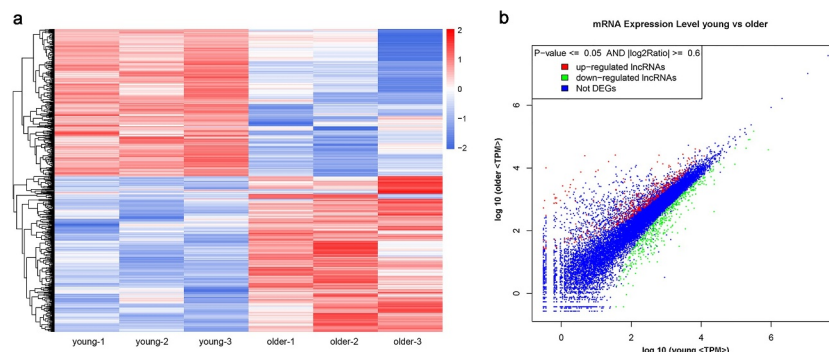 a
2
1
0
−1
−2
young-1 young-2 young-3 older-1 older-2 older-3
b
mRNA Expression Level young vs older
P-value <= 0.05 AND |log2Ratio| >= 0.6
up-regulated lncRNAs
down-regulated lncRNAs
Not DEGs
log 10 (older <TPM>)
6
4
2
0
0 2 4 6
log 10 (young <TPM>)